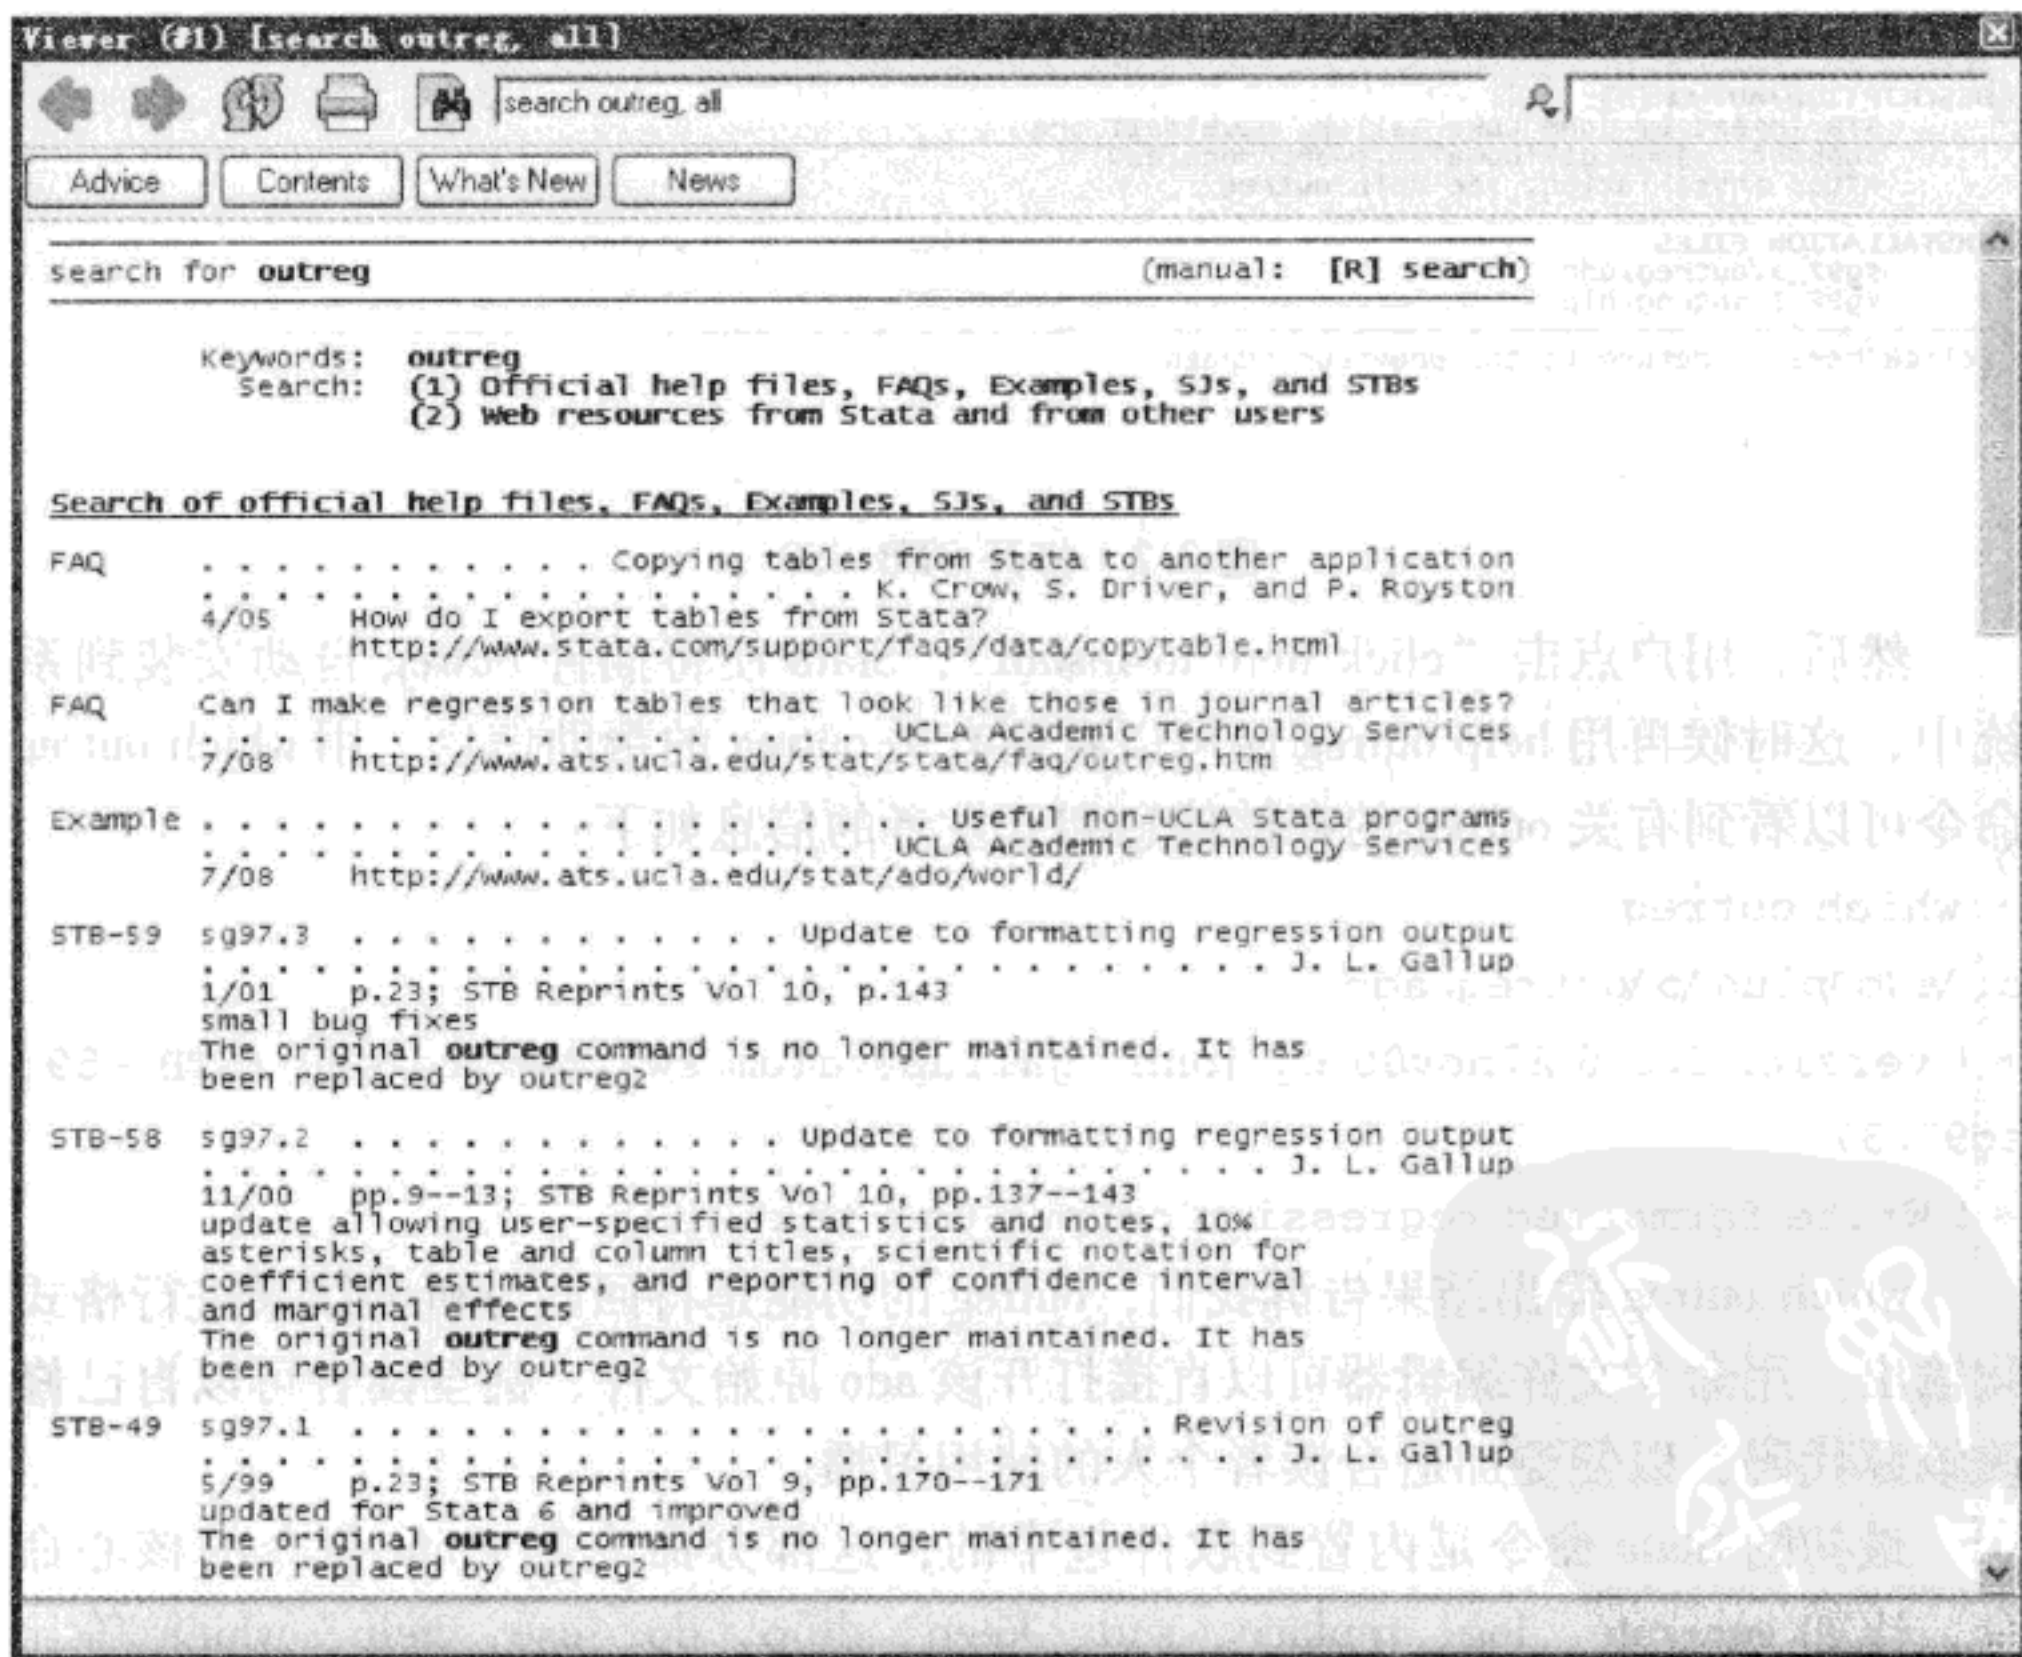 Viewer (#1) [search outreg, all]
search outreg, all
Advice Contents What's New News
search for outreg (manual: [R] search)
Keywords: outreg
Search: (1) Official help files, FAQs, Examples, SJs, and STBs
(2) Web resources from Stata and from other users
Search of official help files, FAQs, Examples, SJs, and STBs
FAQ . . . . . . . . . . . Copying tables from Stata to another application
. . . . . . . . . . . . . . . . . . K. Crow, S. Driver, and P. Royston
4/05 How do I export tables from Stata?
http://www.stata.com/support/faqs/data/copytable.html
FAQ Can I make regression tables that look like those in journal articles?
. . . . . . . . . . . . . . . . . . UCLA Academic Technology Services
7/08 http://www.ats.ucla.edu/stat/stata/faq/outreg.htm
Example . . . . . . . . . . . . . . . . . . . . Useful non-UCLA Stata programs
. . . . . . . . . . . . . . . . . . UCLA Academic Technology Services
7/08 http://www.ats.ucla.edu/stat/ado/world/
STB-59 sg97.3 . . . . . . . . . . . . Update to formatting regression output
. . . . . . . . . . . . . . . . . . . . . . . . . . . . . J. L. Gallup
1/01 p.23; STB Reprints Vol 10, p.143
small bug fixes
The original outreg command is no longer maintained. It has
been replaced by outreg2
STB-58 sg97.2 . . . . . . . . . . . . Update to formatting regression output
. . . . . . . . . . . . . . . . . . . . . . . . . . . . . J. L. Gallup
11/00 pp.9--13; STB Reprints Vol 10, pp.137--143
update allowing user-specified statistics and notes, 10%
asterisks, table and column titles, scientific notation for
coefficient estimates, and reporting of confidence interval
and marginal effects
The original outreg command is no longer maintained. It has
been replaced by outreg2
STB-49 sg97.1 . . . . . . . . . . . . . . . . . . . . . . Revision of outreg
. . . . . . . . . . . . . . . . . . . . . . . . . . . . . J. L. Gallup
5/99 p.23; STB Reprints Vol 9, pp.170--171
updated for Stata 6 and improved
The original outreg command is no longer maintained. It has
been replaced by outreg2